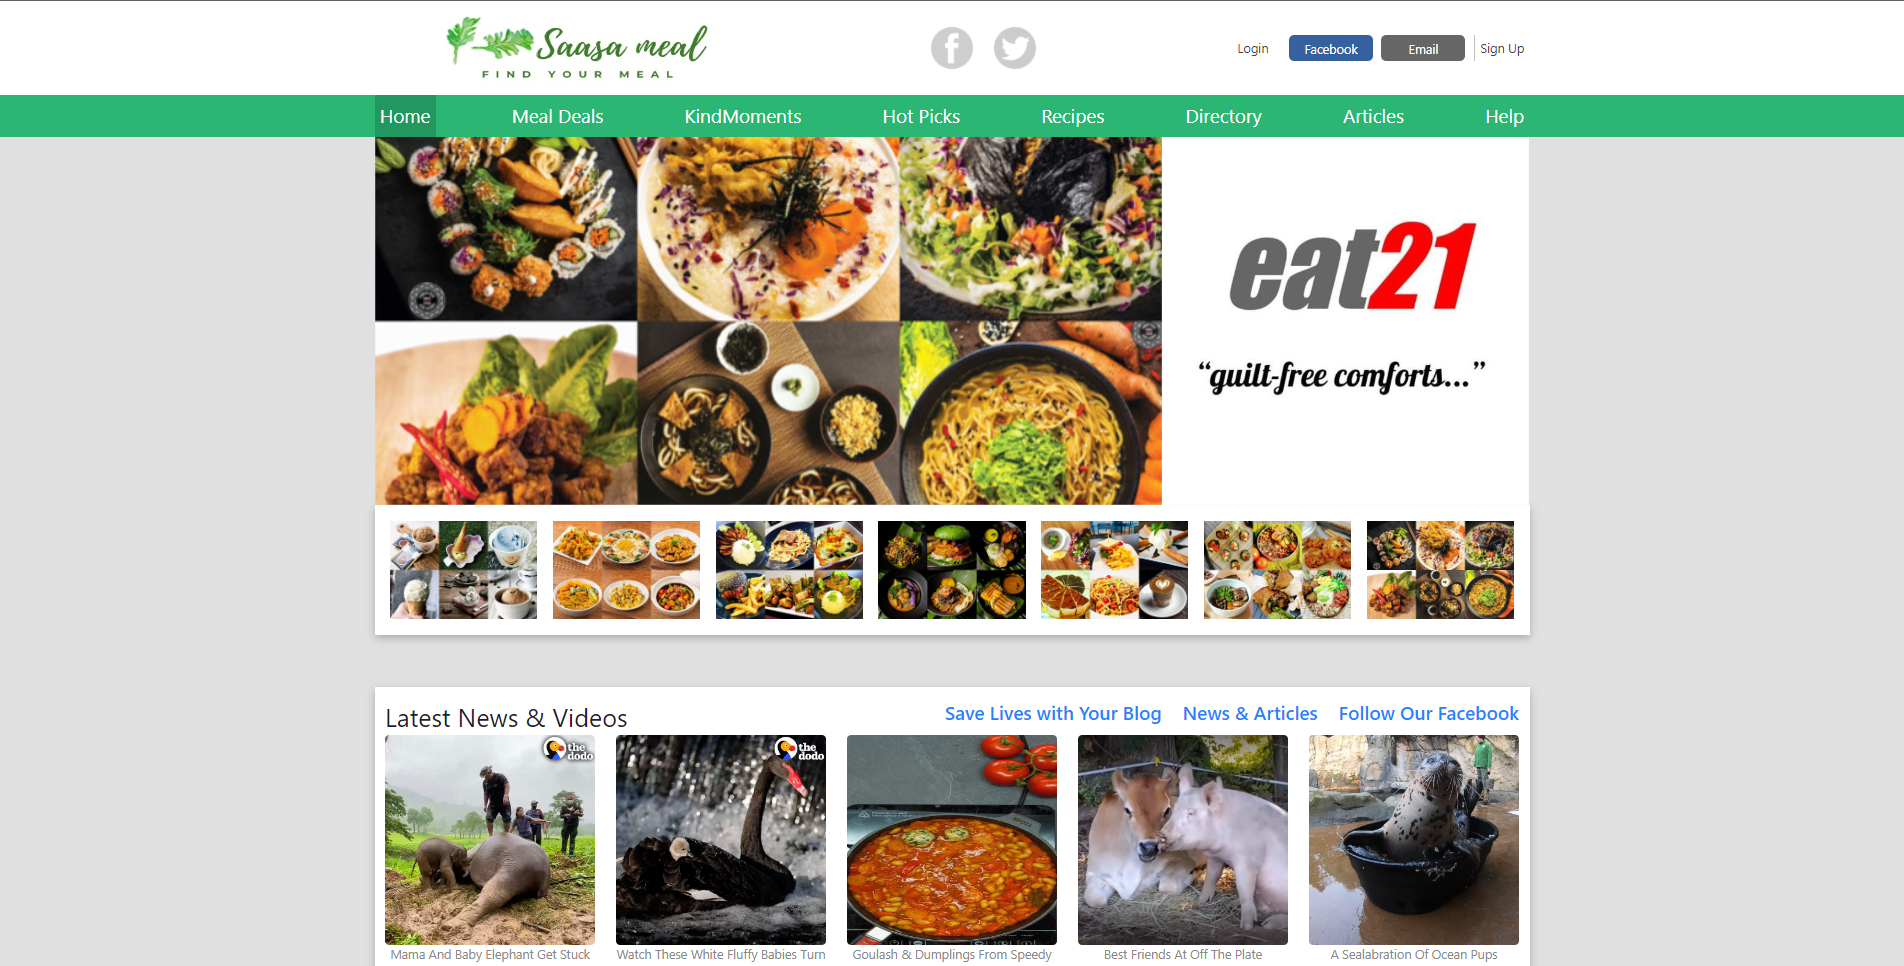 Saasa meal
FIND YOUR MEAL
Login
Facebook
Email
Sign Up
Home
Meal Deals
KindMoments
Hot Picks
Recipes
Directory
Articles
Help
eat21
“guilt-free comforts...”
Latest News & Videos
Save Lives with Your Blog
News & Articles
Follow Our Facebook
the
dodo
the
dodo
Mama And Baby Elephant Get Stuck
Watch These White Fluffy Babies Turn
Goulash & Dumplings From Speedy
Best Friends At Off The Plate
A Sealabration Of Ocean Pups